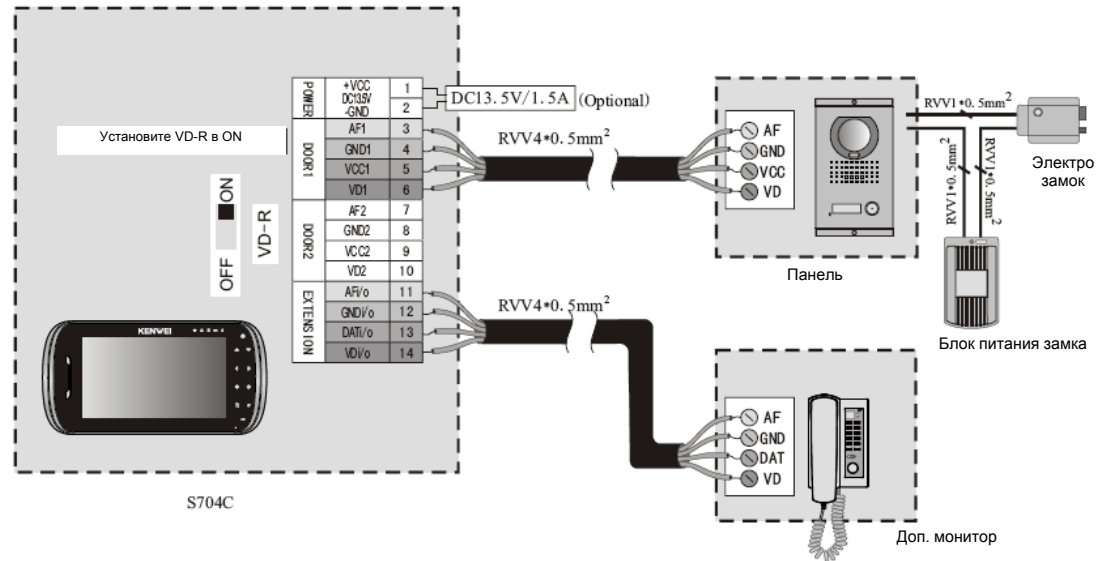 Установите VD-R в ON
OFF
ON
VD-R
KENWEI
S704C
POWER
+VCC
DC13.5V
-GND
1
2
DOOR1
AF1 3
GND1 4
VCC1 5
VD1 6
DOOR2
AF2 7
GND2 8
VCC2 9
VD2 10
EXTENSION
AFi/o 11
GNDi/o 12
DATi/o 13
VDi/o 14
DC13.5V/1.5A (Optional)
RVV4*0.5mm²
RVV4*0.5mm²
AF
GND
VCC
VD
Панель
RVV1*0.5mm²
RVV1*0.5mm²
RVV1*0.5mm²
Электро
замок
Блок питания замка
AF
GND
DAT
VD
Доп. монитор